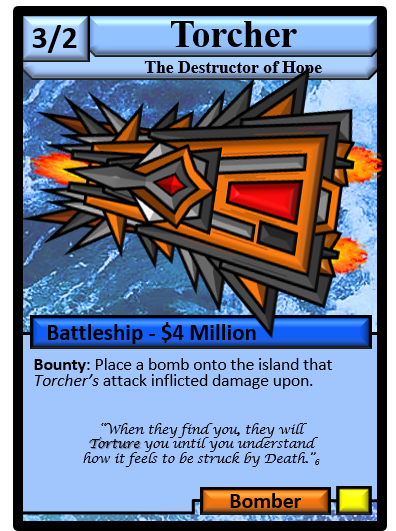 3/2
Torcher
The Destructor of Hope
Battleship - $4 Million
Bounty: Place a bomb onto the island that
Torcher's attack inflicted damage upon.
"When they find you, they will
Torture you until you understand
how it feels to be struck by Death."6
Bomber